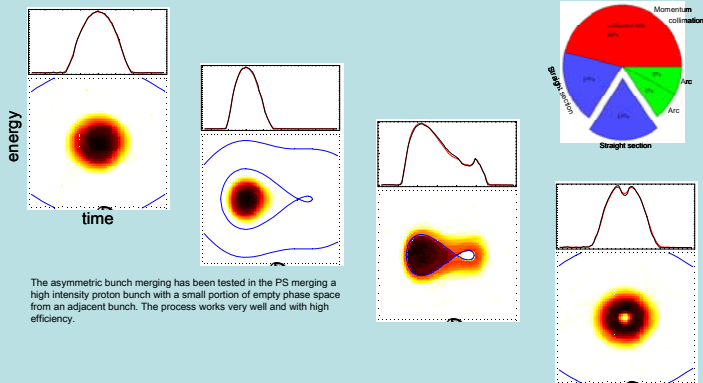 energy
time
The asymmetric bunch merging has been tested in the PS merging a
high intensity proton bunch with a small portion of empty phase space
from an adjacent bunch. The process works very well and with high
efficiency.
Momentum
collimation
Straight section
Arc
Arc
Straight section